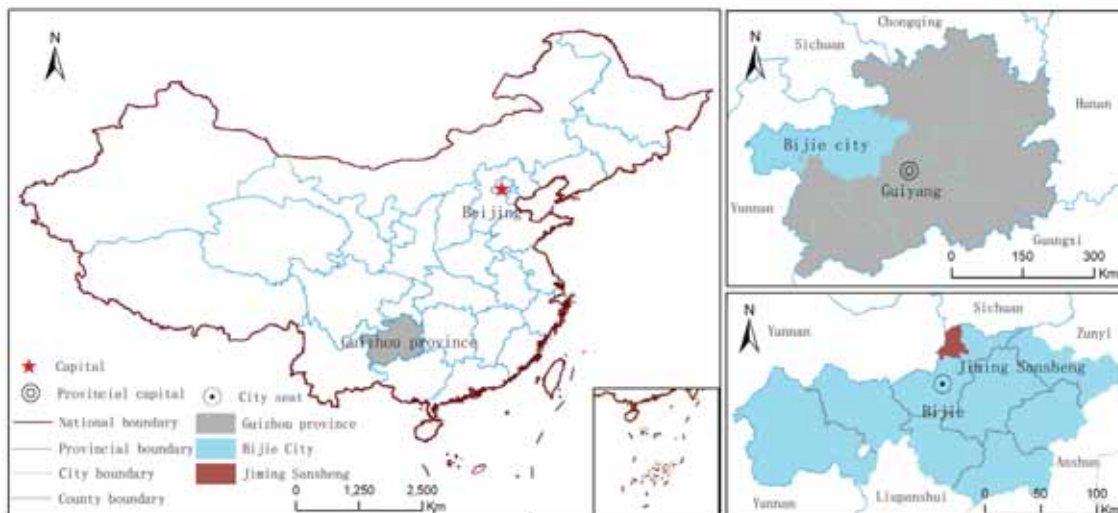 N
Beijing
Guizhou province
Capital
Provincial capital
City seat
National boundary
Guizhou province
Provincial boundary
Bijie City
City boundary
Jiming Sansheng
County boundary
0 1,250 2,500
Km
N
Chongqing
Sichuan
Hunan
Bijie city
Guiyang
Yunnan
Guangxi
0 150 300
Km
N
Sichuan
Yunnan
Zunyi
Jiming Sansheng
Bijie
Anshun
Yunnan
Liupanshui
0 50 100
Km